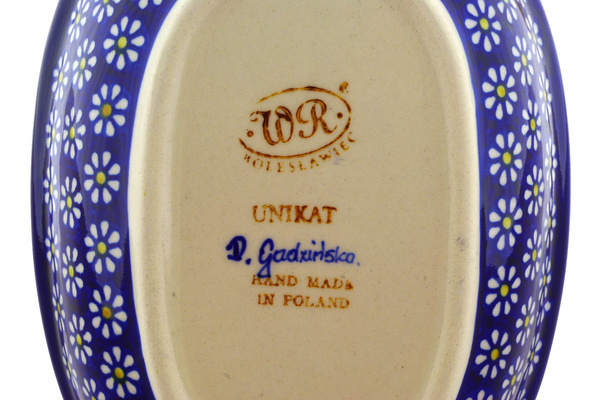 ®
·WR·
BOLESŁAWIEC
UNIKAT
D. Gadzińska.
HAND MADE
IN POLAND